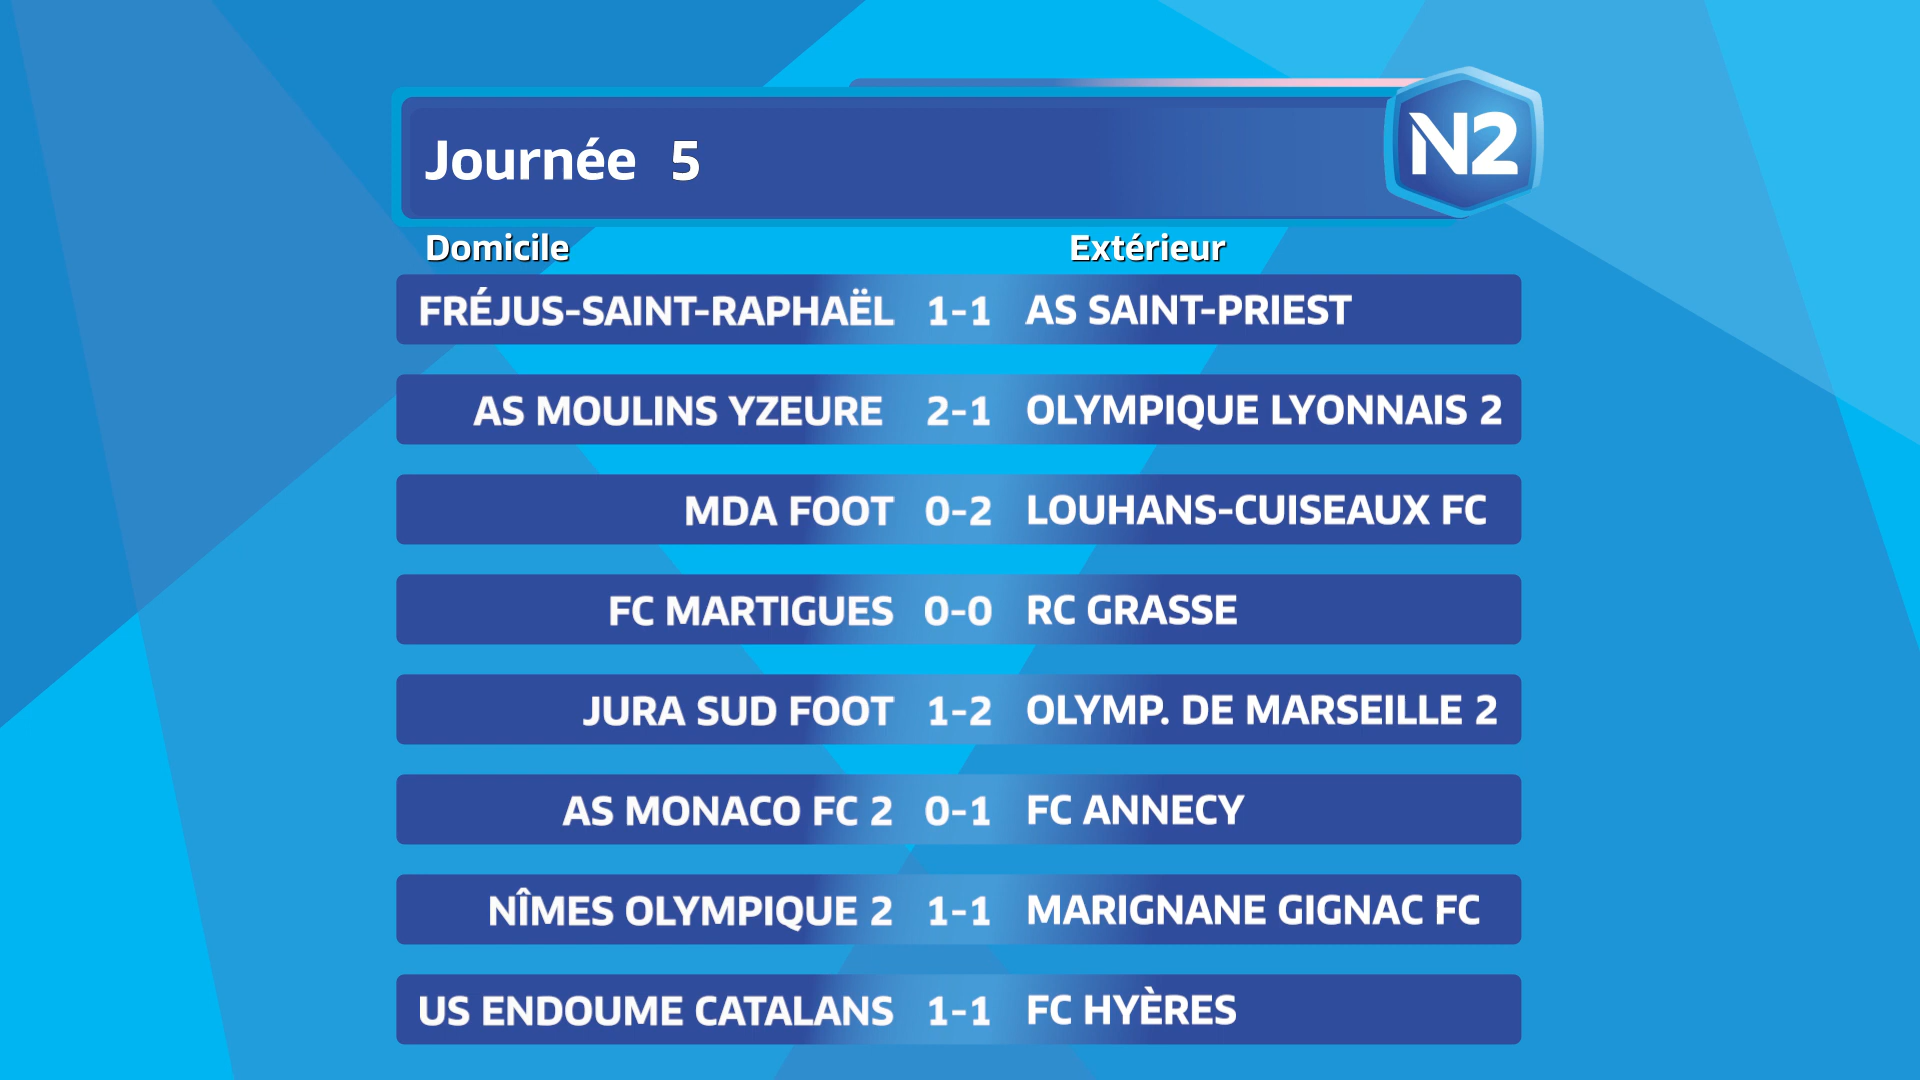 Journée 5
N2
Domicile Extérieur
FRÉJUS-SAINT-RAPHAËL 1-1 AS SAINT-PRIEST
AS MOULINS YZEURE 2-1 OLYMPIQUE LYONNAIS 2
MDA FOOT 0-2 LOUHANS-CUISEAUX FC
FC MARTIGUES 0-0 RC GRASSE
JURA SUD FOOT 1-2 OLYMP. DE MARSEILLE 2
AS MONACO FC 2 0-1 FC ANNECY
NÎMES OLYMPIQUE 2 1-1 MARIGNANE GIGNAC FC
US ENDOUME CATALANS 1-1 FC HYÈRES